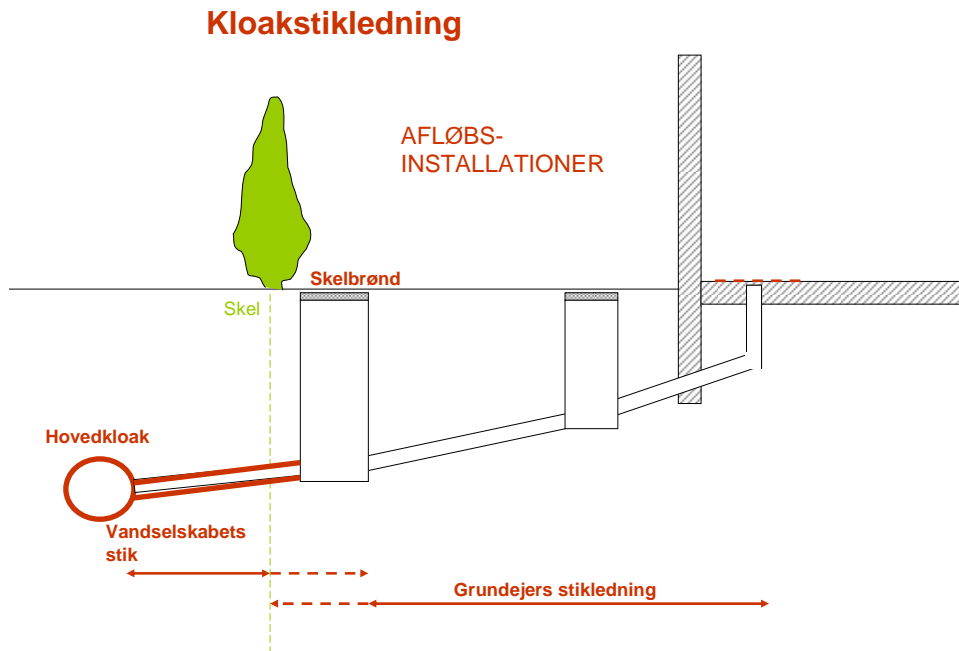 Kloakstikledning
AFLØBS-
INSTALLATIONER
Skelbrønd
Skel
Hovedkloak
Vandselskabets
stik
Grundejers stikledning